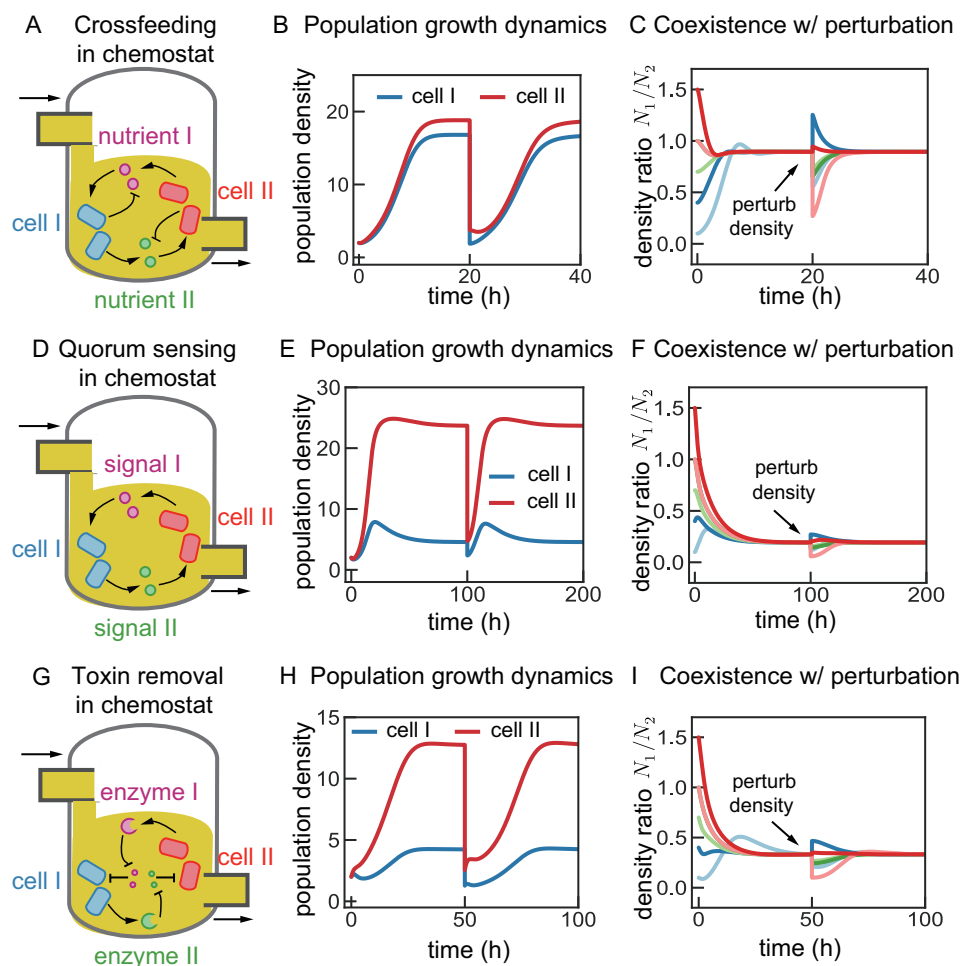 A Crossfeeding
in chemostat
nutrient I
cell I
cell II
nutrient II
B Population growth dynamics
population density
20
10
0
cell I
cell II
0
20
40
time (h)
C Coexistence w/ perturbation
density ratio N₁/N₂
1.5
1.0
0.5
0.0
perturb
density
0
20
40
time (h)
D Quorum sensing
in chemostat
signal I
cell I
cell II
signal II
E Population growth dynamics
population density
30
20
10
0
cell I
cell II
0
100
200
time (h)
F Coexistence w/ perturbation
density ratio N₁/N₂
1.5
1.0
0.5
0.0
perturb
density
0
100
200
time (h)
G Toxin removal
in chemostat
enzyme I
cell I
cell II
enzyme II
H Population growth dynamics
population density
15
10
5
0
cell I
cell II
0
50
100
time (h)
I Coexistence w/ perturbation
density ratio N₁/N₂
1.5
1.0
0.5
0.0
perturb
density
0
50
100
time (h)